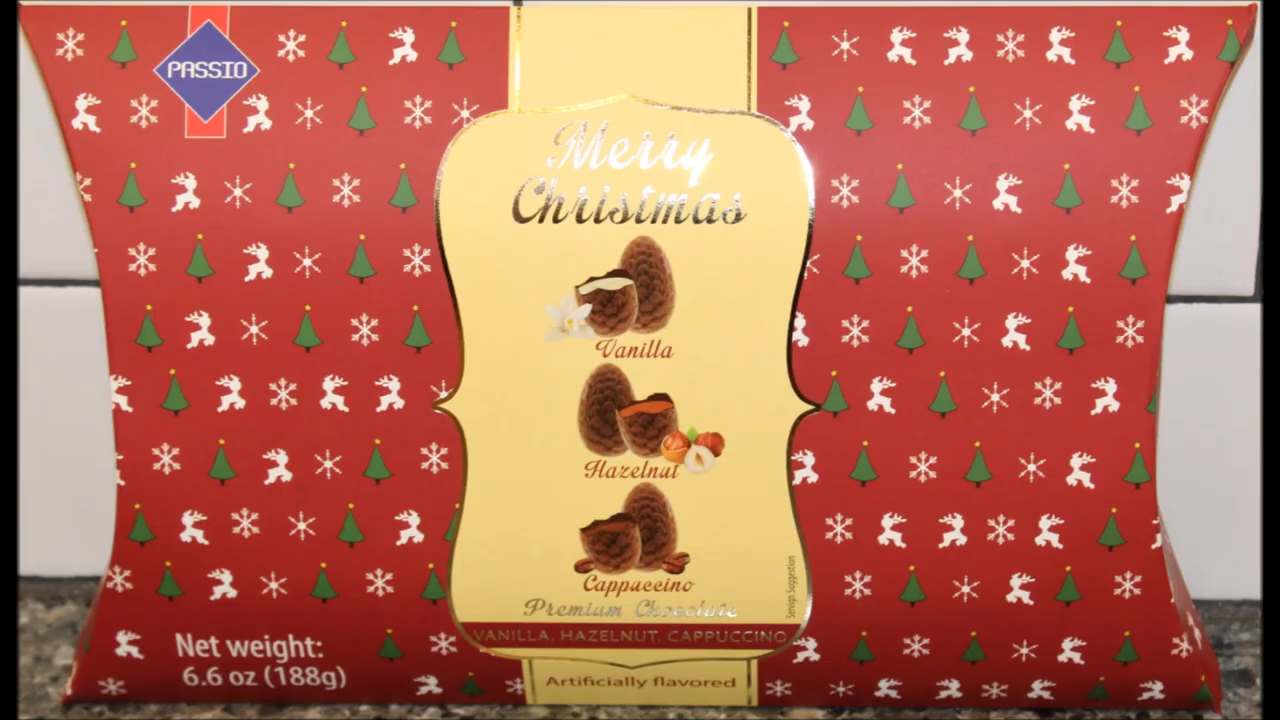 PASSIO
Merry
Christmas
Vanilla
Hazelnut
Cappuccino
Premium Chocolate
Serving Suggestion
VANILLA, HAZELNUT, CAPPUCCINO
Net weight:
6.6 oz (188g)
Artificially flavored